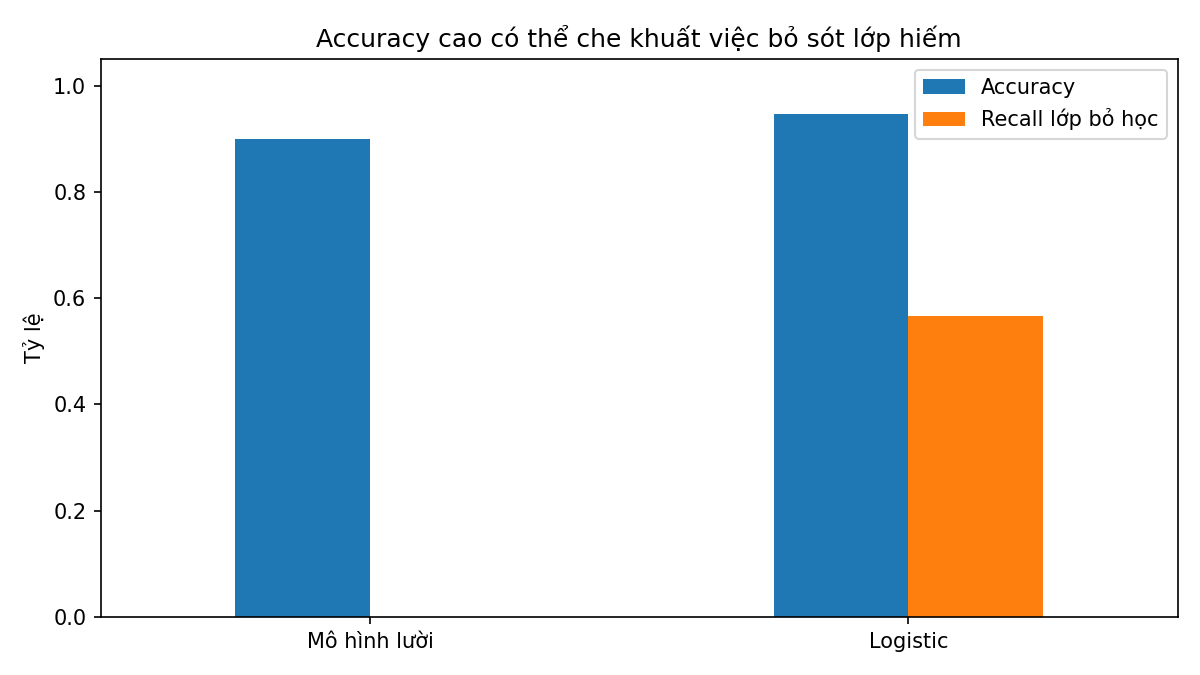 Accuracy cao có thể che khuất việc bỏ sót lớp hiếm
Accuracy
Recall lớp bỏ học
Tỷ lệ
1.0
0.8
0.6
0.4
0.2
0.0
Mô hình lười
Logistic